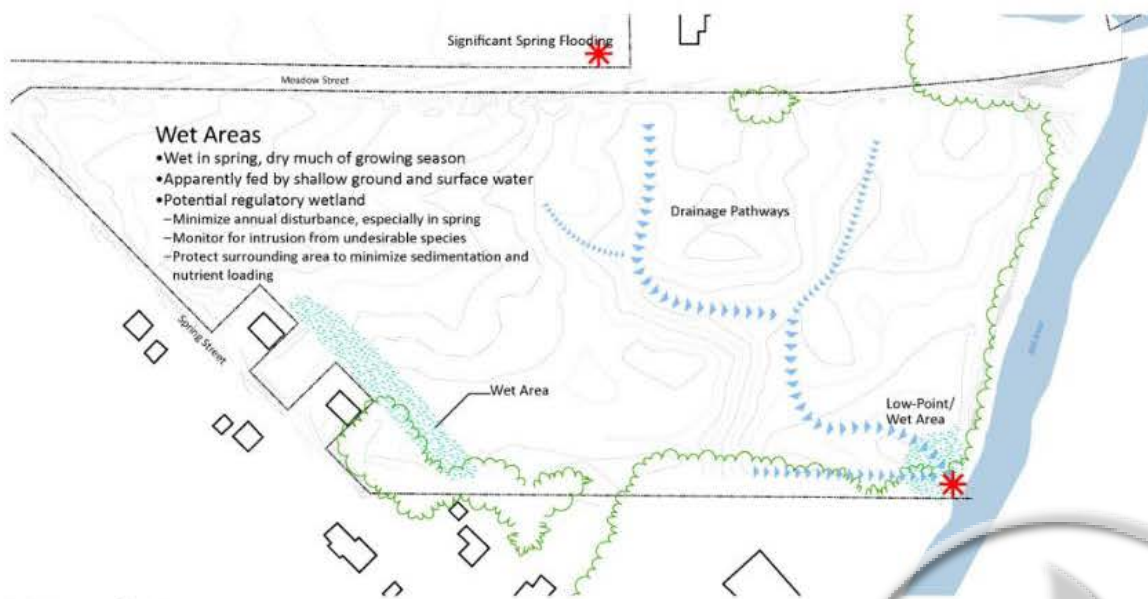 Significant Spring Flooding
Meadow Street
Wet Areas
•Wet in spring, dry much of growing season
•Apparently fed by shallow ground and surface water
•Potential regulatory wetland
–Minimize annual disturbance, especially in spring
–Monitor for intrusion from undesirable species
–Protect surrounding area to minimize sedimentation and
nutrient loading
Drainage Pathways
Spring Street
Wet Area
Low-Point/
Wet Area